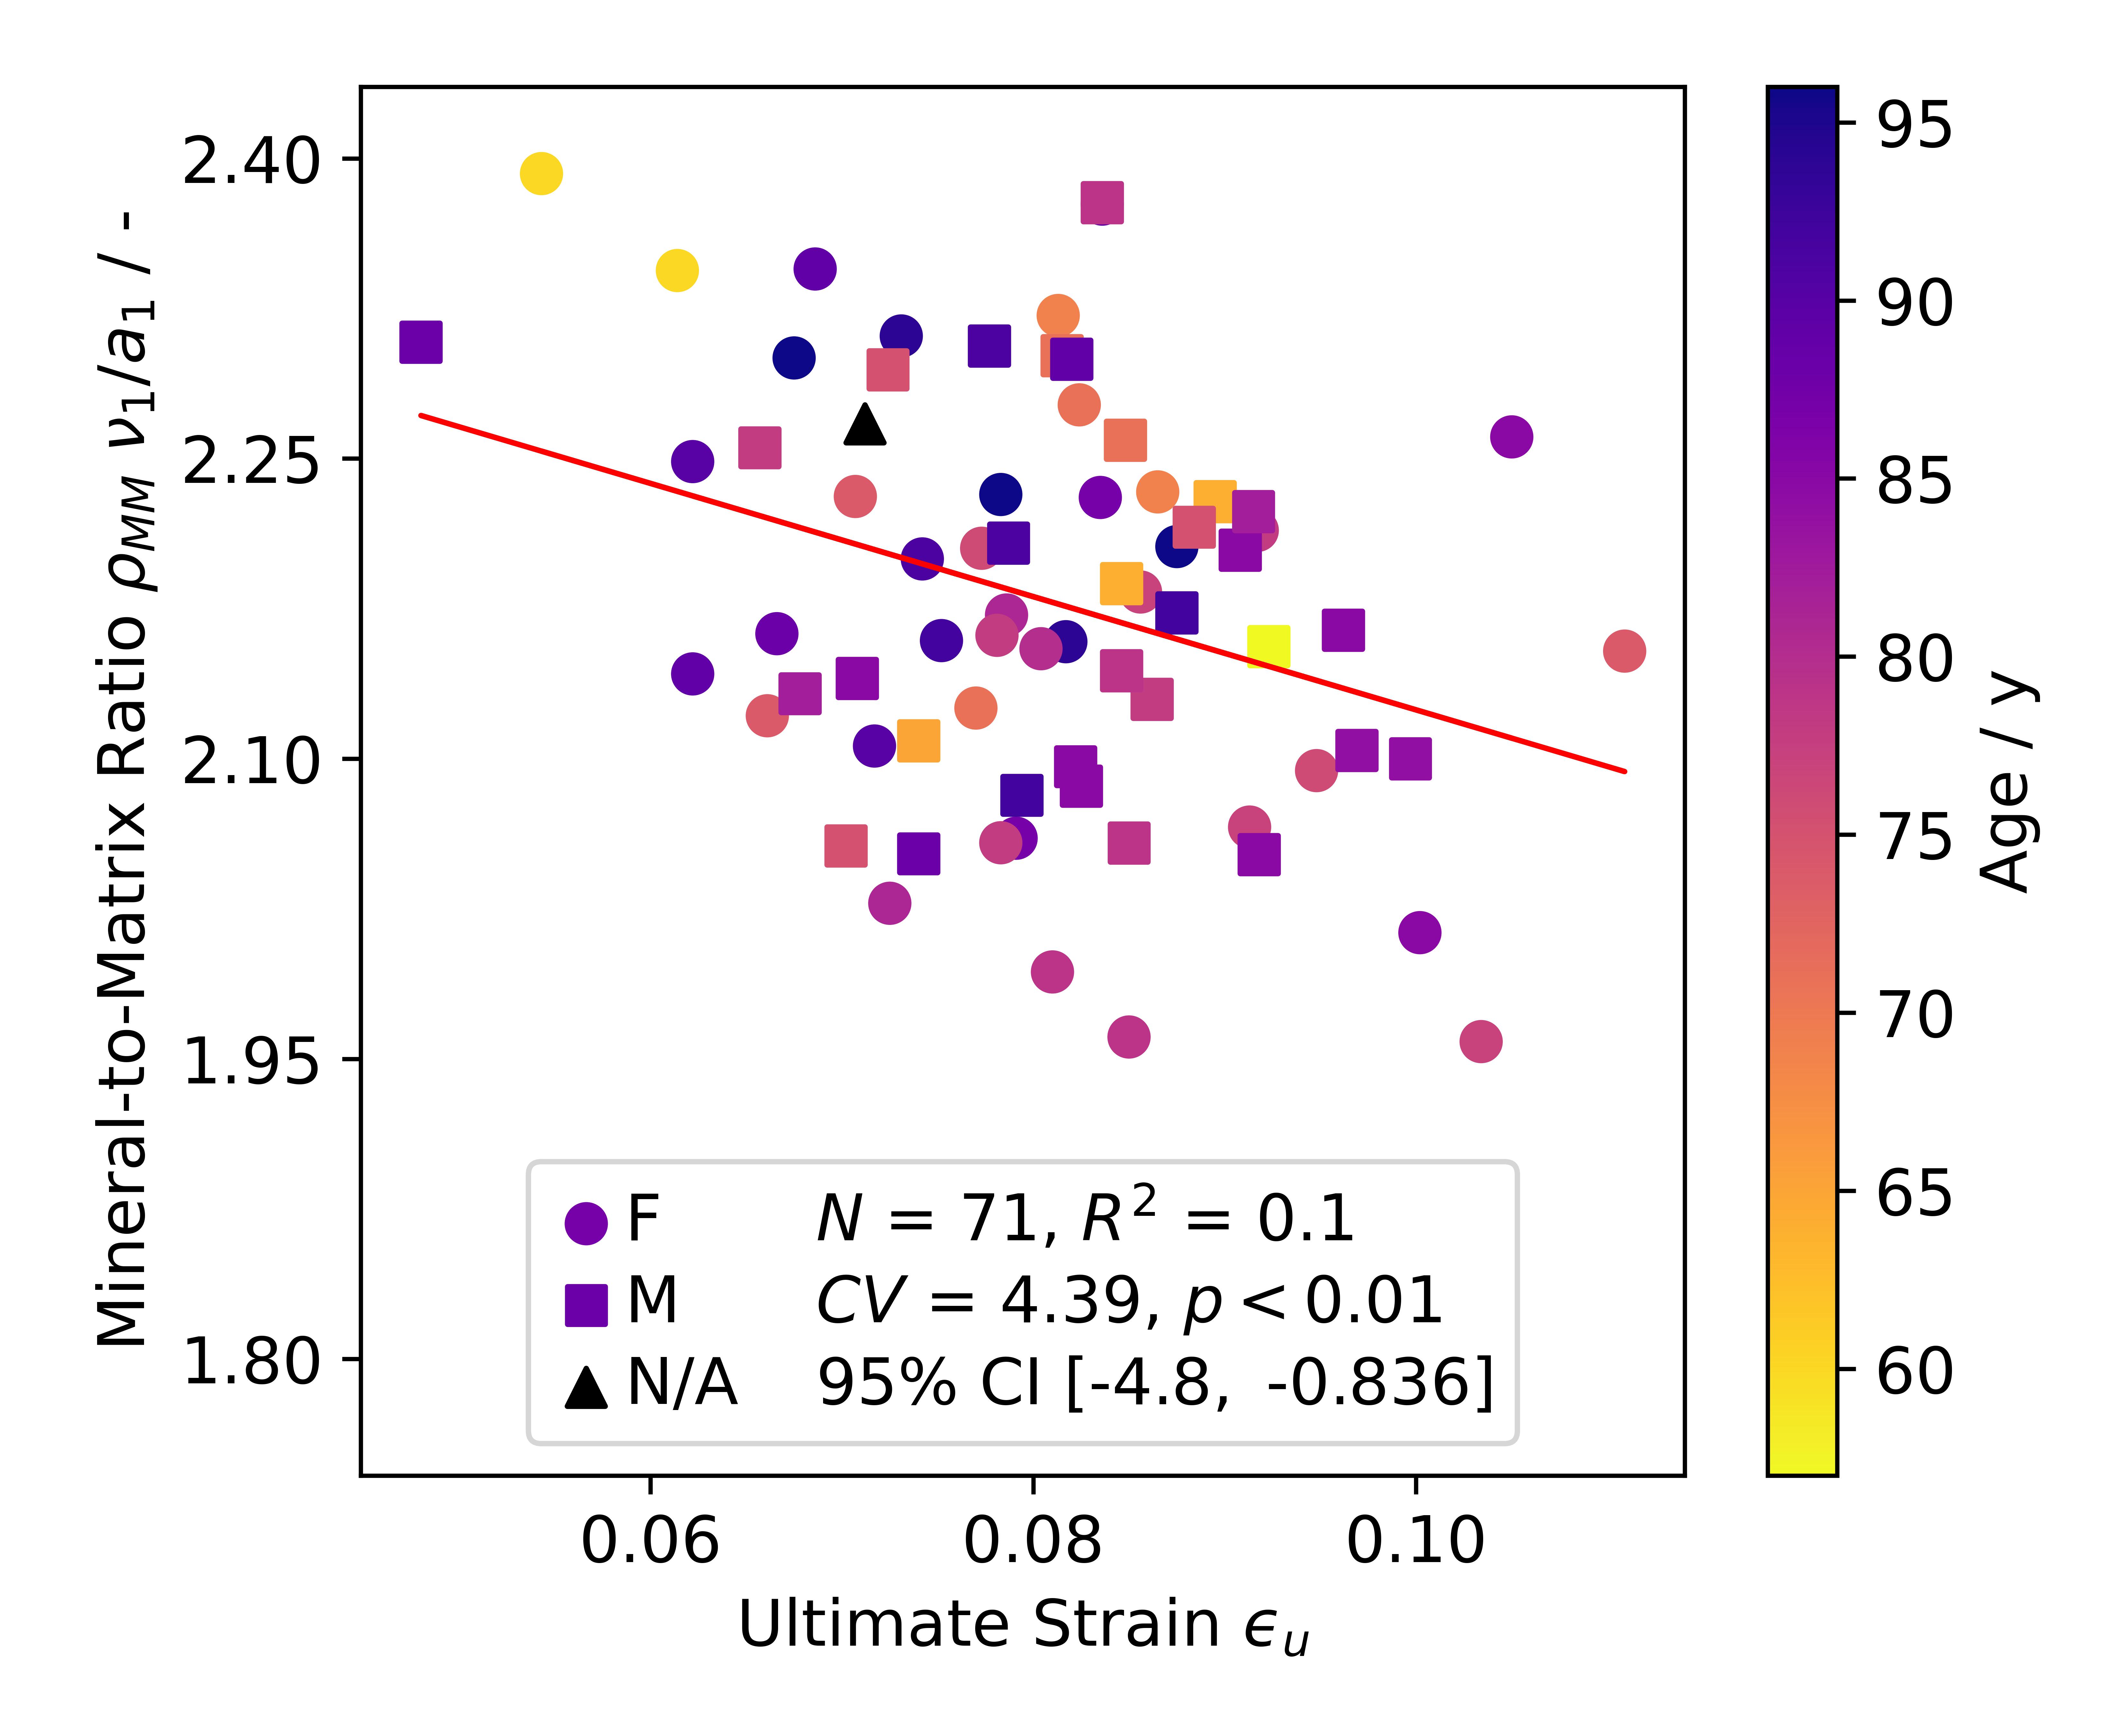 Mineral-to-Matrix Ratio ρMM ν1/a1 / -
2.40
2.25
2.10
1.95
1.80
F N = 71, R² = 0.1
M CV = 4.39, p < 0.01
N/A 95% CI [-4.8, -0.836]
0.06 0.08 0.10
Ultimate Strain ϵu
95
90
85
80
75
70
65
60
Age / y